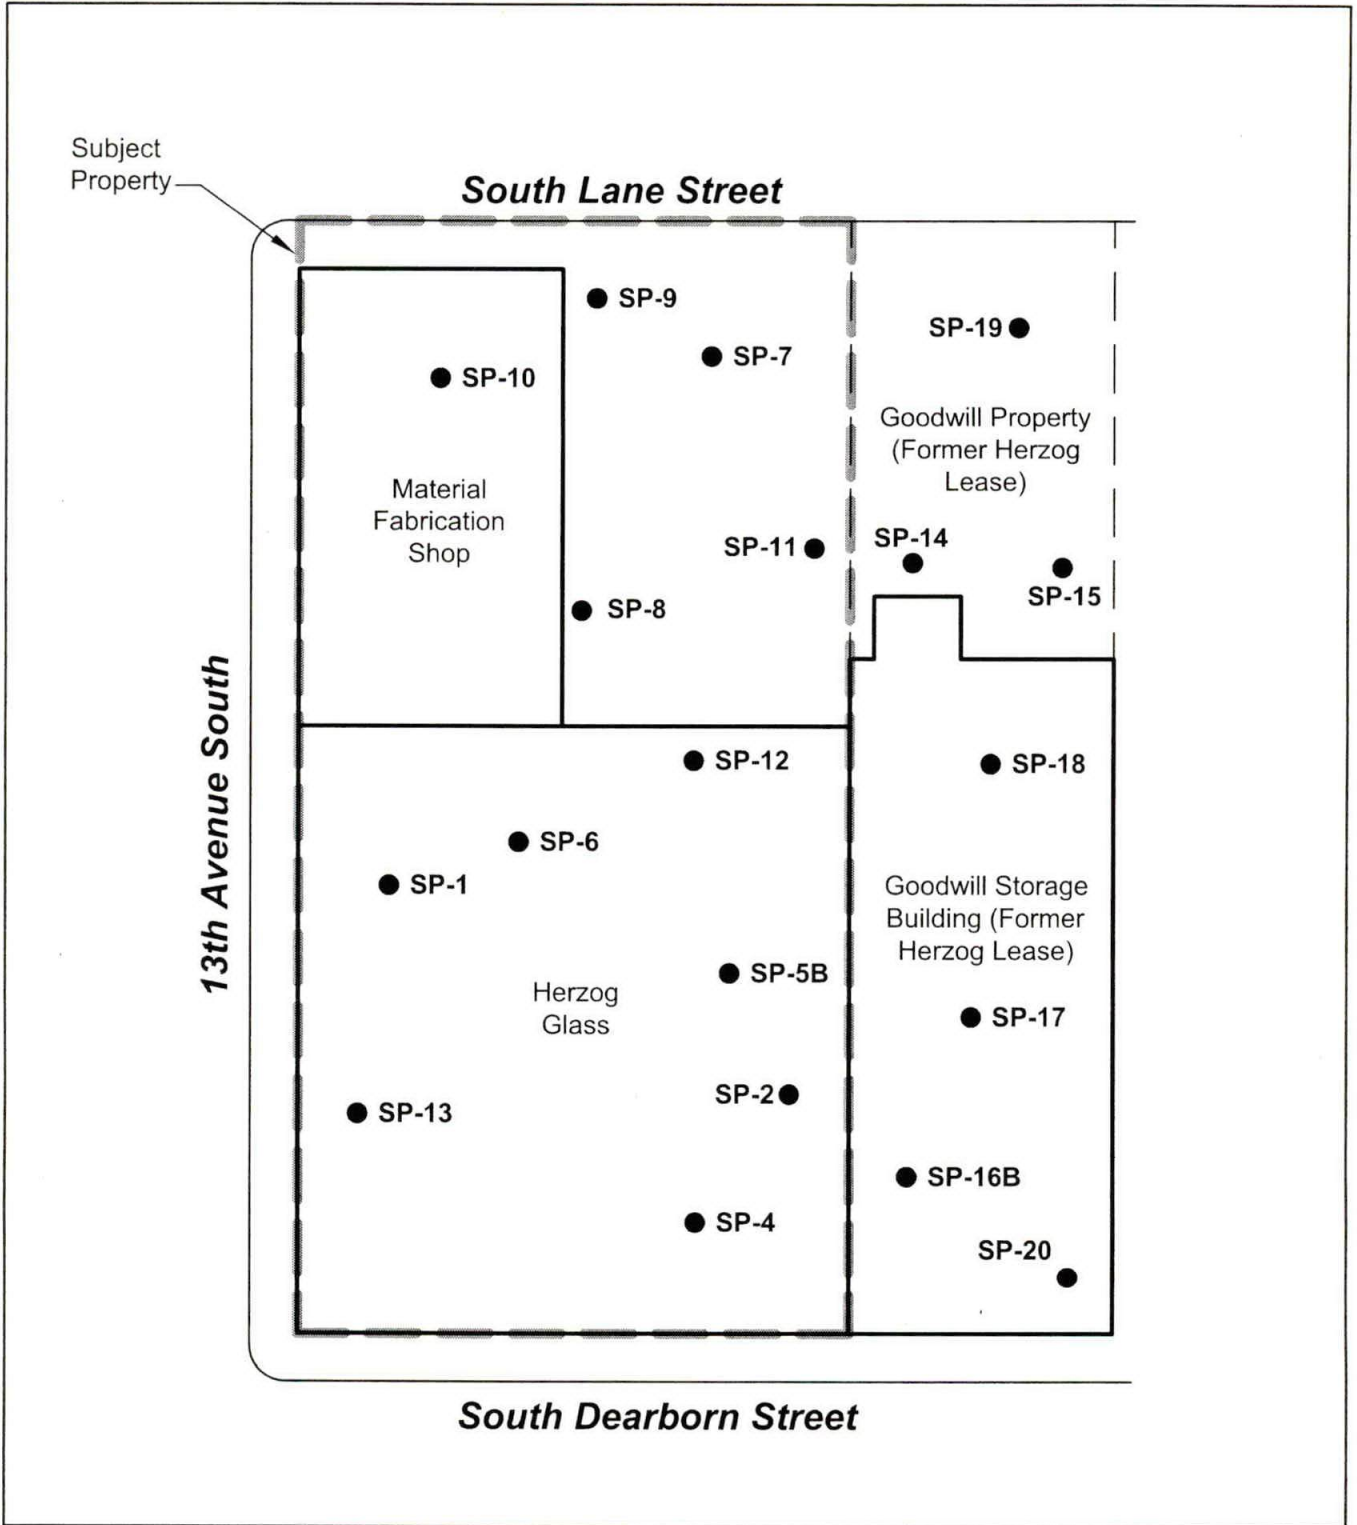 Subject
Property
South Lane Street
SP-9
SP-19
SP-7
SP-10
Goodwill Property
(Former Herzog
Lease)
Material
Fabrication
Shop
SP-11
SP-14
SP-15
SP-8
13th Avenue South
SP-12
SP-18
SP-6
SP-1
Goodwill Storage
Building (Former
Herzog Lease)
SP-5B
Herzog
Glass
SP-17
SP-2
SP-13
SP-16B
SP-4
SP-20
South Dearborn Street